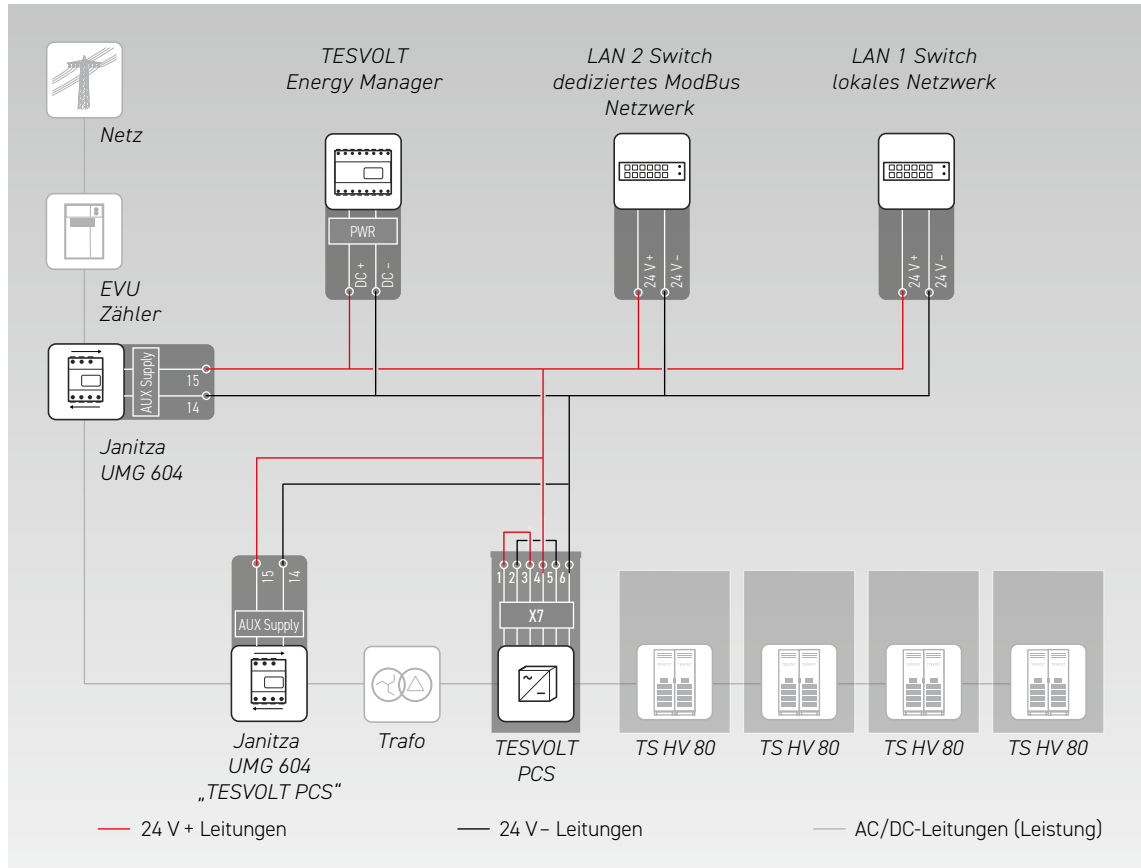 TESVOLT
Energy Manager
LAN 2 Switch
dediziertes ModBus
Netzwerk
LAN 1 Switch
lokales Netzwerk
Netz
PWR
DC +
DC –
24 V +
24 V –
24 V +
24 V –
EVU
Zähler
AUX Supply
15
14
Janitza
UMG 604
15
14
AUX Supply
1 2 3 4 5 6
X7
Janitza
UMG 604
„TESVOLT PCS“
Trafo
TESVOLT
PCS
TS HV 80
TS HV 80
TS HV 80
TS HV 80
24 V + Leitungen
24 V – Leitungen
AC/DC-Leitungen (Leistung)